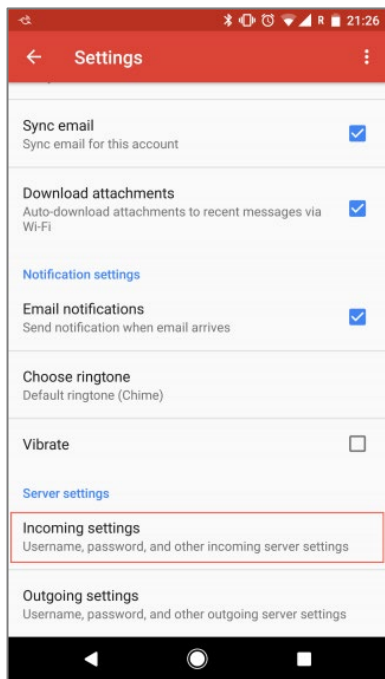 R 21:26
Settings
Sync email
Sync email for this account
Download attachments
Auto-download attachments to recent messages via
Wi-Fi
Notification settings
Email notifications
Send notification when email arrives
Choose ringtone
Default ringtone (Chime)
Vibrate
Server settings
Incoming settings
Username, password, and other incoming server settings
Outgoing settings
Username, password, and other outgoing server settings